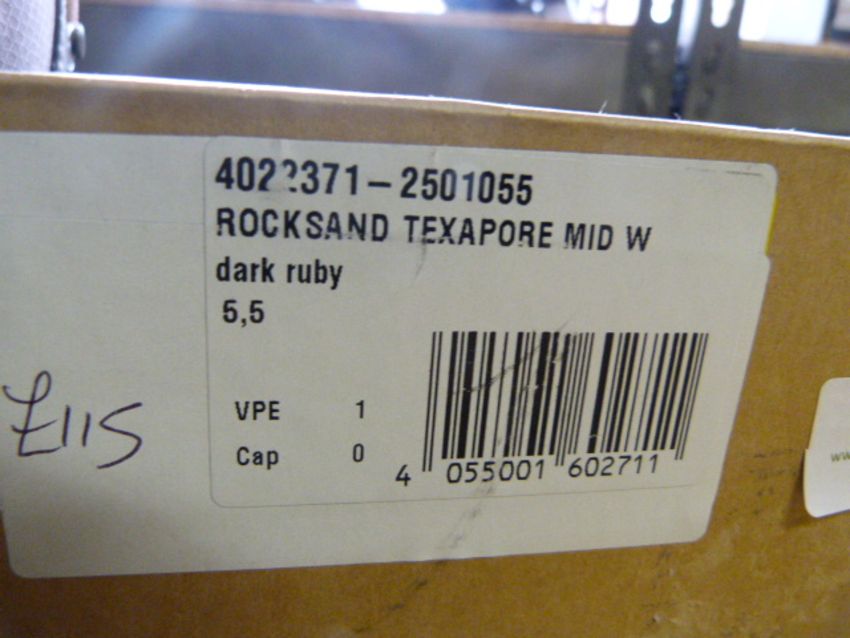 4022371-2501055
ROCKSAND TEXAPORE MID W
dark ruby
5,5
VPE 1
Cap 0
4 055001 602711
£115